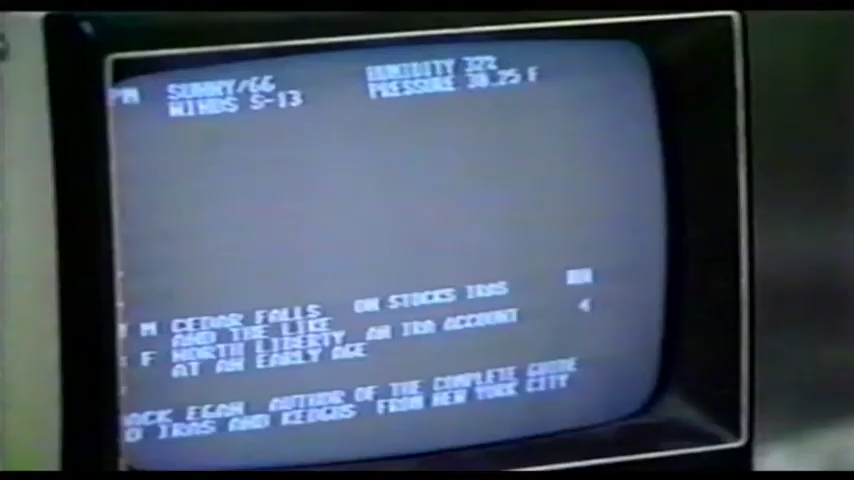 PM SUNNY/66 HUMIDITY 32%
WINDS S-13 PRESSURE 30.25 F
M CEDAR FALLS ON STOCKS IRAS
AND THE LIKE
F NORTH LIBERTY AN IRA ACCOUNT
AT AN EARLY AGE
ACK EGAN AUTHOR OF THE COMPLETE GUIDE
O IRAS AND KEOGHS FROM NEW YORK CITY